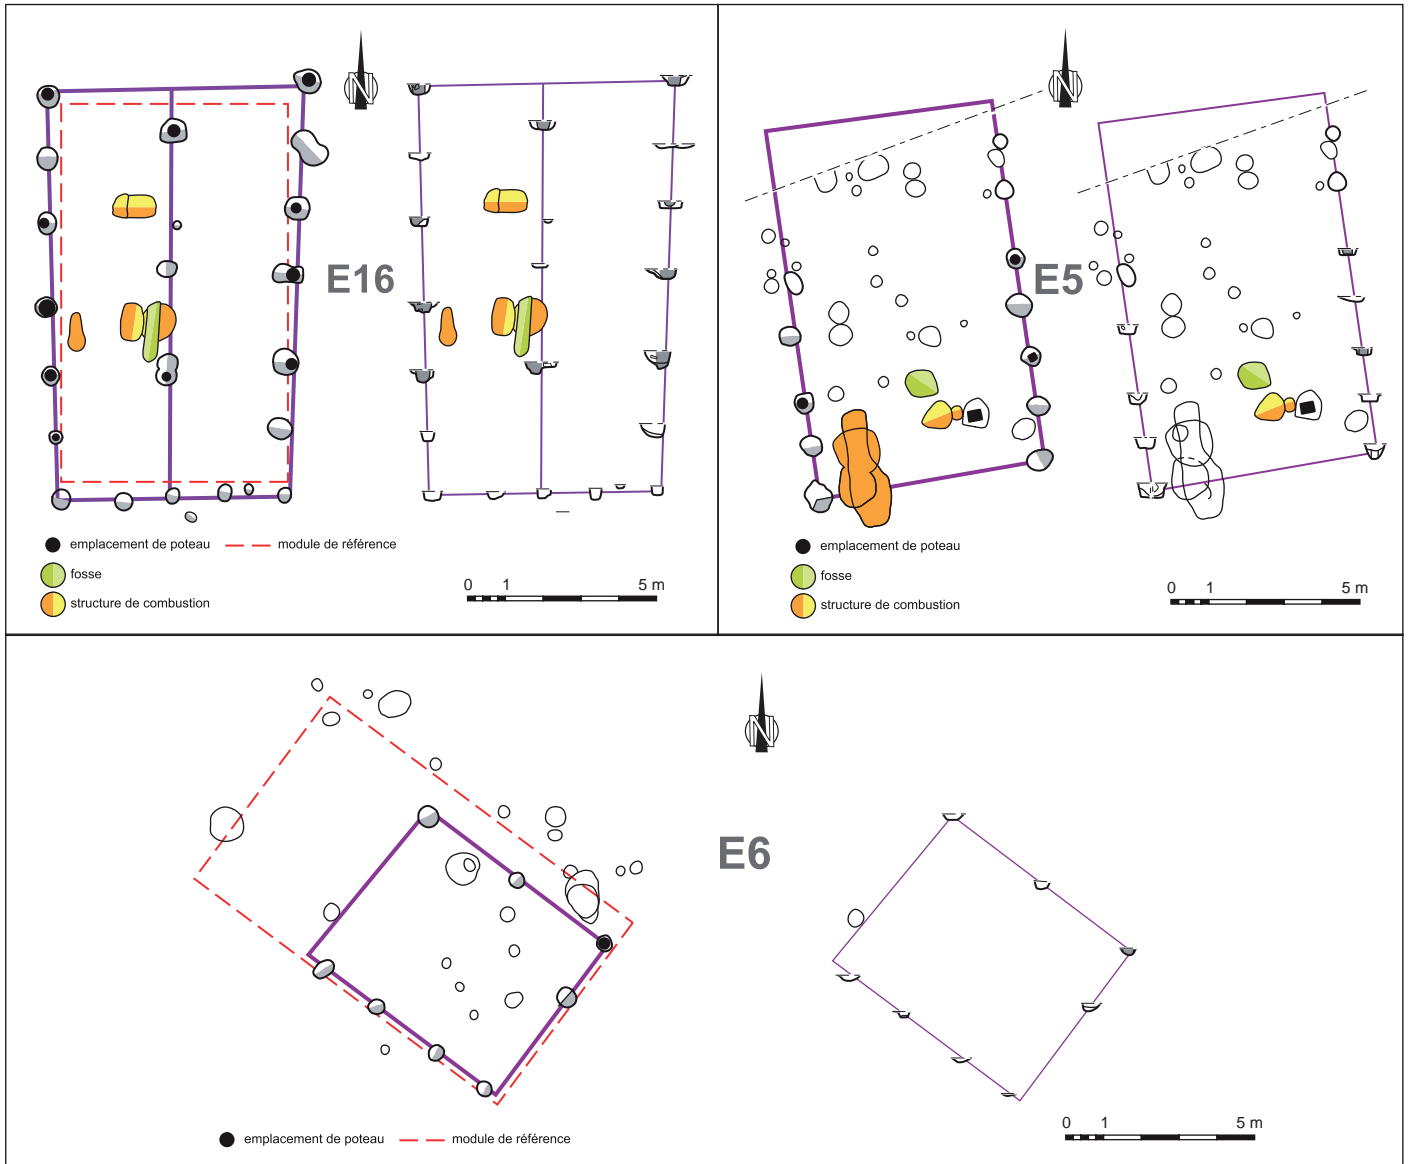 N
E16
emplacement de poteau
module de référence
fosse
structure de combustion
0 1 5 m
N
E5
emplacement de poteau
fosse
structure de combustion
0 1 5 m
N
E6
emplacement de poteau
module de référence
0 1 5 m